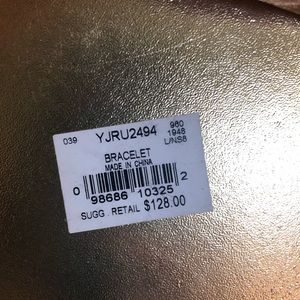 039 YJRU2494 960
1948
L/NS8
BRACELET
MADE IN CHINA
0 98686 10325 2
SUGG. RETAIL $128.00